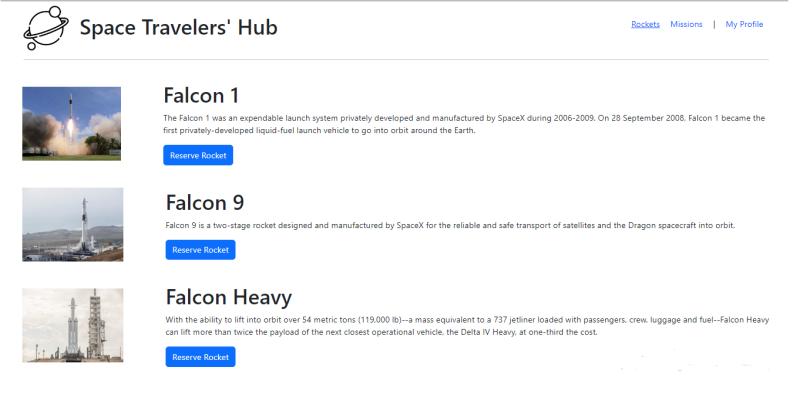 Space Travelers' Hub
Rockets Missions | My Profile
Falcon 1
The Falcon 1 was an expendable launch system privately developed and manufactured by SpaceX during 2006-2009. On 28 September 2008, Falcon 1 became the
first privately-developed liquid-fuel launch vehicle to go into orbit around the Earth.
Reserve Rocket
Falcon 9
Falcon 9 is a two-stage rocket designed and manufactured by SpaceX for the reliable and safe transport of satellites and the Dragon spacecraft into orbit.
Reserve Rocket
Falcon Heavy
With the ability to lift into orbit over 54 metric tons (119,000 lb)--a mass equivalent to a 737 jetliner loaded with passengers, crew, luggage and fuel--Falcon Heavy
can lift more than twice the payload of the next closest operational vehicle, the Delta IV Heavy, at one-third the cost.
Reserve Rocket